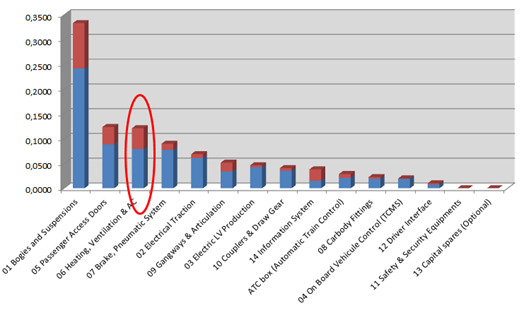 0,3500
0,3000
0,2500
0,2000
0,1500
0,1000
0,0500
0,0000
01 Bogies and Suspensions
05 Passenger Access Doors
06 Heating, Ventilation & AC
07 Brake, Pneumatic System
02 Electrical Traction
09 Gangways & Articulation
03 Electric LV Production
10 Couplers & Draw Gear
14 Information System
ATC box (Automatic Train Control)
08 Carbody Fittings
04 On Board Vehicule Control (TCMS)
12 Driver Interface
11 Safety & Security Equipments
13 Capital spares (Optional)